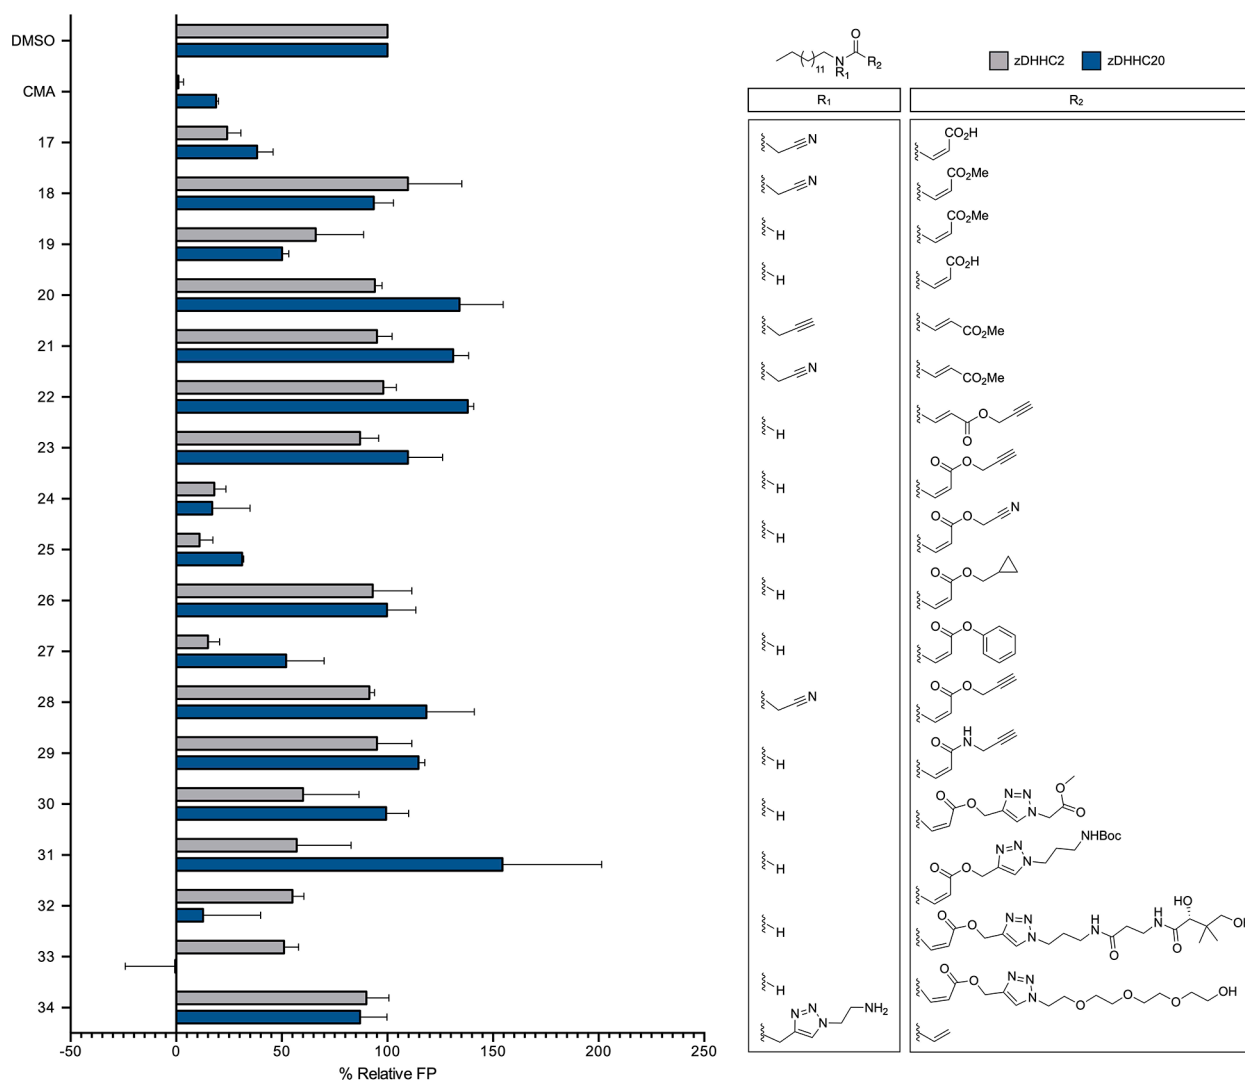 DMSO
CMA
17
18
19
20
21
22
23
24
25
26
27
28
29
30
31
32
33
34
-50
0
50
100
150
200
250
% Relative FP
O
11
N
R1
R2
zDHHC2
zDHHC20
R1
R2
N
CO2H
N
CO2Me
H
CO2Me
H
CO2H
CO2Me
N
CO2Me
H
O
O
H
O
O
H
O
O
N
H
O
O
H
O
O
N
O
O
H
O
H
N
H
O
O
N
N
N
O
O
H
O
O
N
N
N
NHBoc
H
O
O
N
N
N
H
N
O
H
N
O
HO
OH
H
O
O
N
N
N
O
O
O
OH
N
N
N
NH2